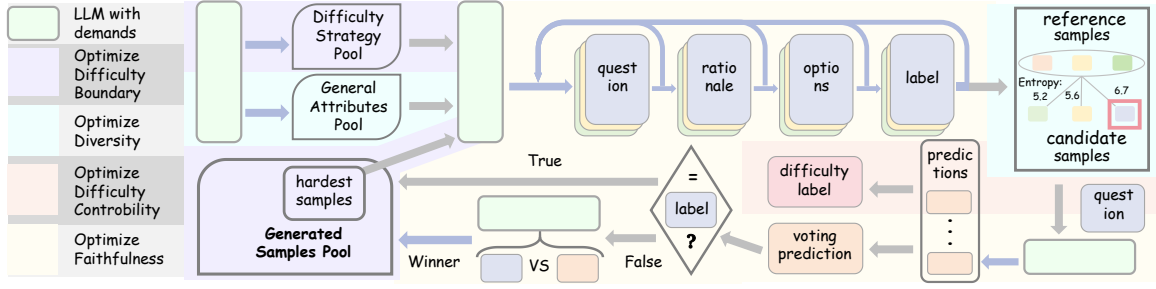 LLM with
demands
Optimize
Difficulty
Boundary
Optimize
Diversity
Optimize
Difficulty
Controbility
Optimize
Faithfulness
Difficulty
Strategy
Pool
General
Attributes
Pool
hardest
samples
Generated
Samples Pool
quest
ion
ratio
nale
optio
ns
label
reference
samples
Entropy:
5.2
5.6
6.7
candidate
samples
True
=
label
?
difficulty
label
predic
tions
quest
ion
voting
prediction
Winner
VS
False